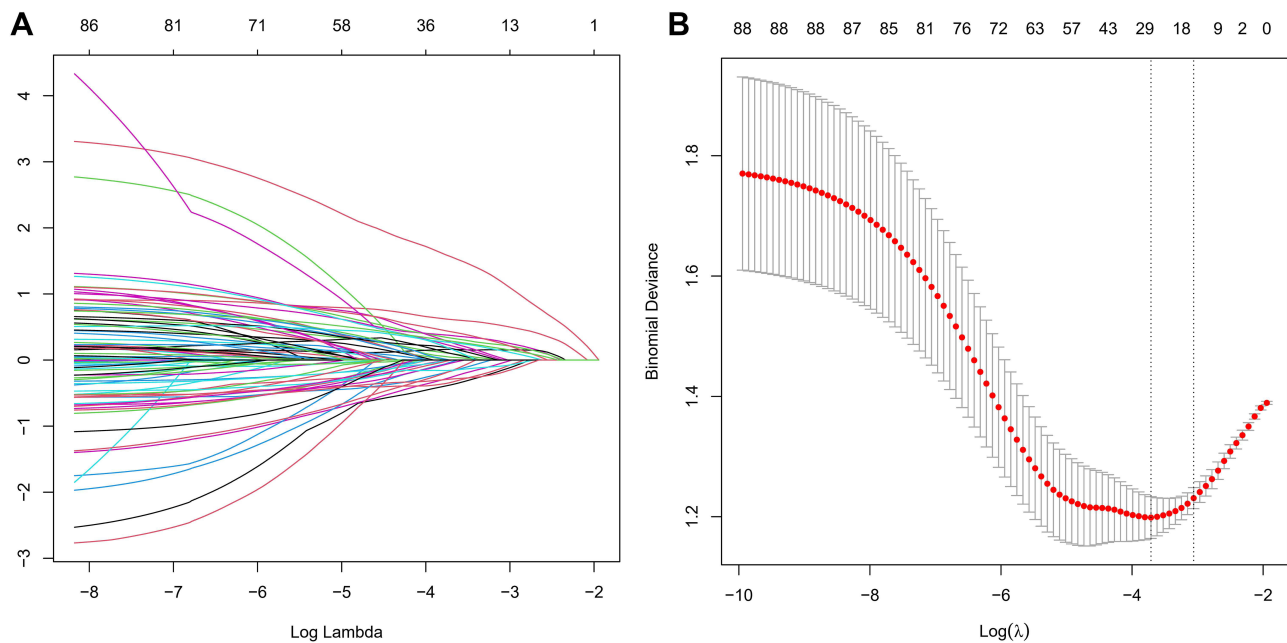 A
86 81 71 58 36 13 1
4
3
2
1
0
−1
−2
−3
−8 −7 −6 −5 −4 −3 −2
Log Lambda
B
88 88 88 87 85 81 76 72 63 57 43 29 18 9 2 0
Binomial Deviance
1.8
1.6
1.4
1.2
−10 −8 −6 −4 −2
Log(λ)